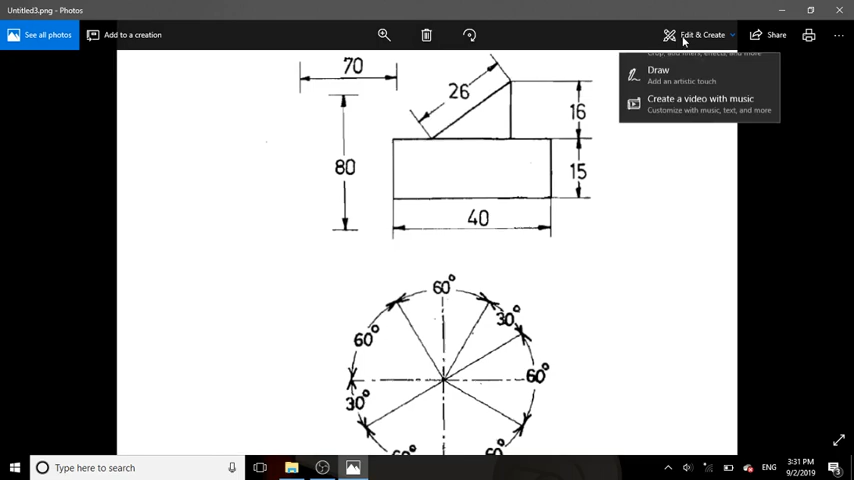 Untitled3.png - Photos
See all photos
Add to a creation
Edit & Create
Share
Draw
Add an artistic touch
Create a video with music
Customize with music, text, and more
70
26
16
80
15
40
60°
30°
60°
60°
30°
Type here to search
ENG
3:31 PM
9/2/2019
3